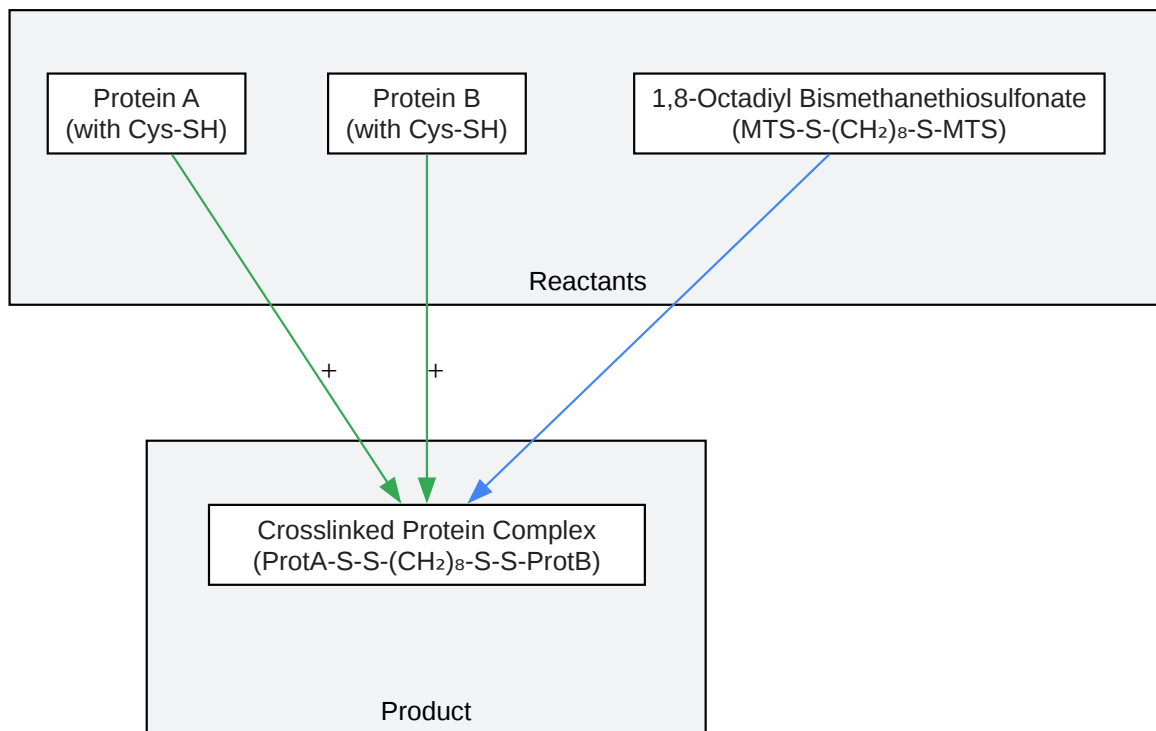 Protein A
(with Cys-SH)
Protein B
(with Cys-SH)
1,8-Octadiyl Bismethanethiosulfonate
(MTS-S-(CH₂)₈-S-MTS)
Reactants
+
+
Crosslinked Protein Complex
(ProtA-S-S-(CH₂)₈-S-S-ProtB)
Product